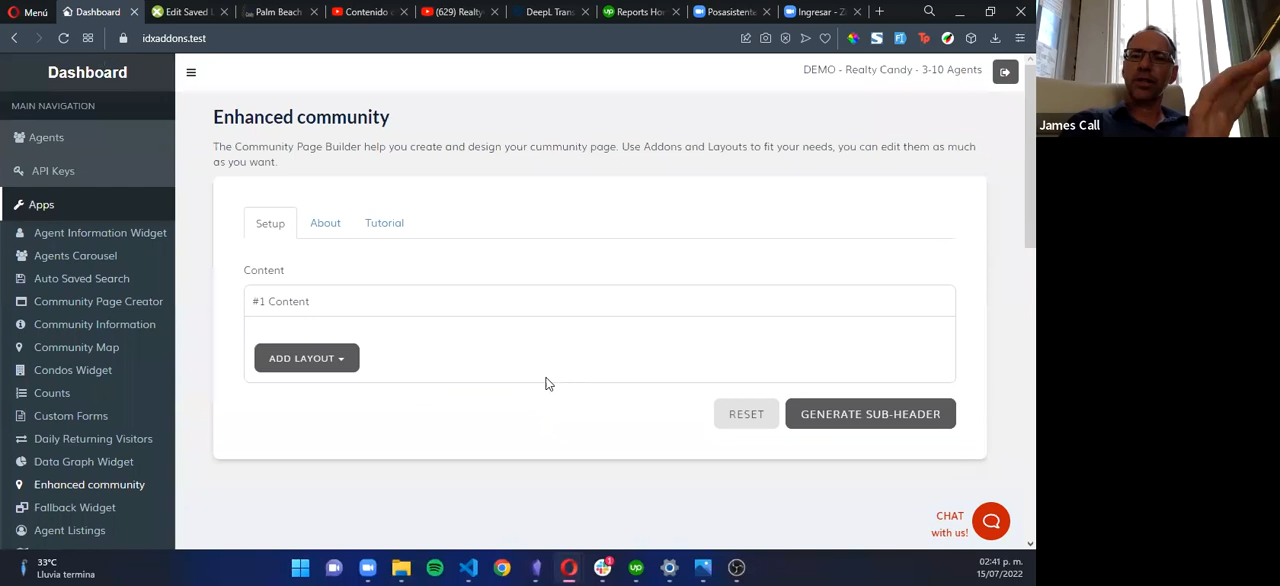 Menú
Dashboard
Edit Saved L
Palm Beach
Contenido d
(629) Realty
DeepL Tran
Reports Ho
Posasistente
Ingresar - Z
idxaddons.test
Dashboard
DEMO - Realty Candy - 3-10 Agents
MAIN NAVIGATION
Agents
API Keys
Apps
Agent Information Widget
Agents Carousel
Auto Saved Search
Community Page Creator
Community Information
Community Map
Condos Widget
Counts
Custom Forms
Daily Returning Visitors
Data Graph Widget
Enhanced community
Fallback Widget
Agent Listings
Enhanced community
The Community Page Builder help you create and design your cummunity page. Use Addons and Layouts to fit your needs, you can edit them as much
as you want.
Setup
About
Tutorial
Content
#1 Content
ADD LAYOUT
RESET
GENERATE SUB-HEADER
CHAT
with us!
James Call
33°C
Lluvia termina
02:41 p. m.
15/07/2022